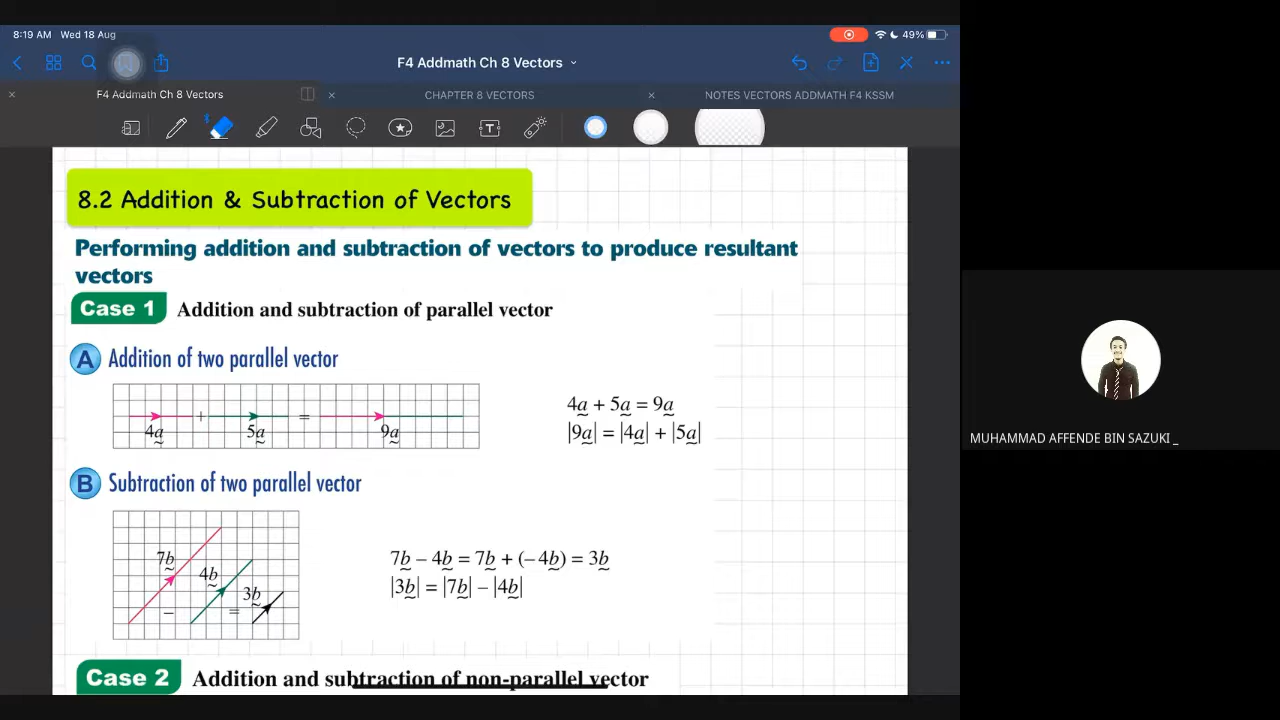 8:19 AM Wed 18 Aug
49%
F4 Addmath Ch 8 Vectors
F4 Addmath Ch 8 Vectors
CHAPTER 8 VECTORS
NOTES VECTORS ADDMATH F4 KSSM
8.2 Addition & Subtraction of Vectors
Performing addition and subtraction of vectors to produce resultant
vectors
Case 1 Addition and subtraction of parallel vector
A Addition of two parallel vector
4a + 5a = 9a
4a + 5a = 9a
|9a| = |4a| + |5a|
B Subtraction of two parallel vector
7b – 4b = 3b
7b – 4b = 7b + (– 4b) = 3b
|3b| = |7b| – |4b|
Case 2 Addition and subtraction of non-parallel vector
MUHAMMAD AFFENDE BIN SAZUKI _